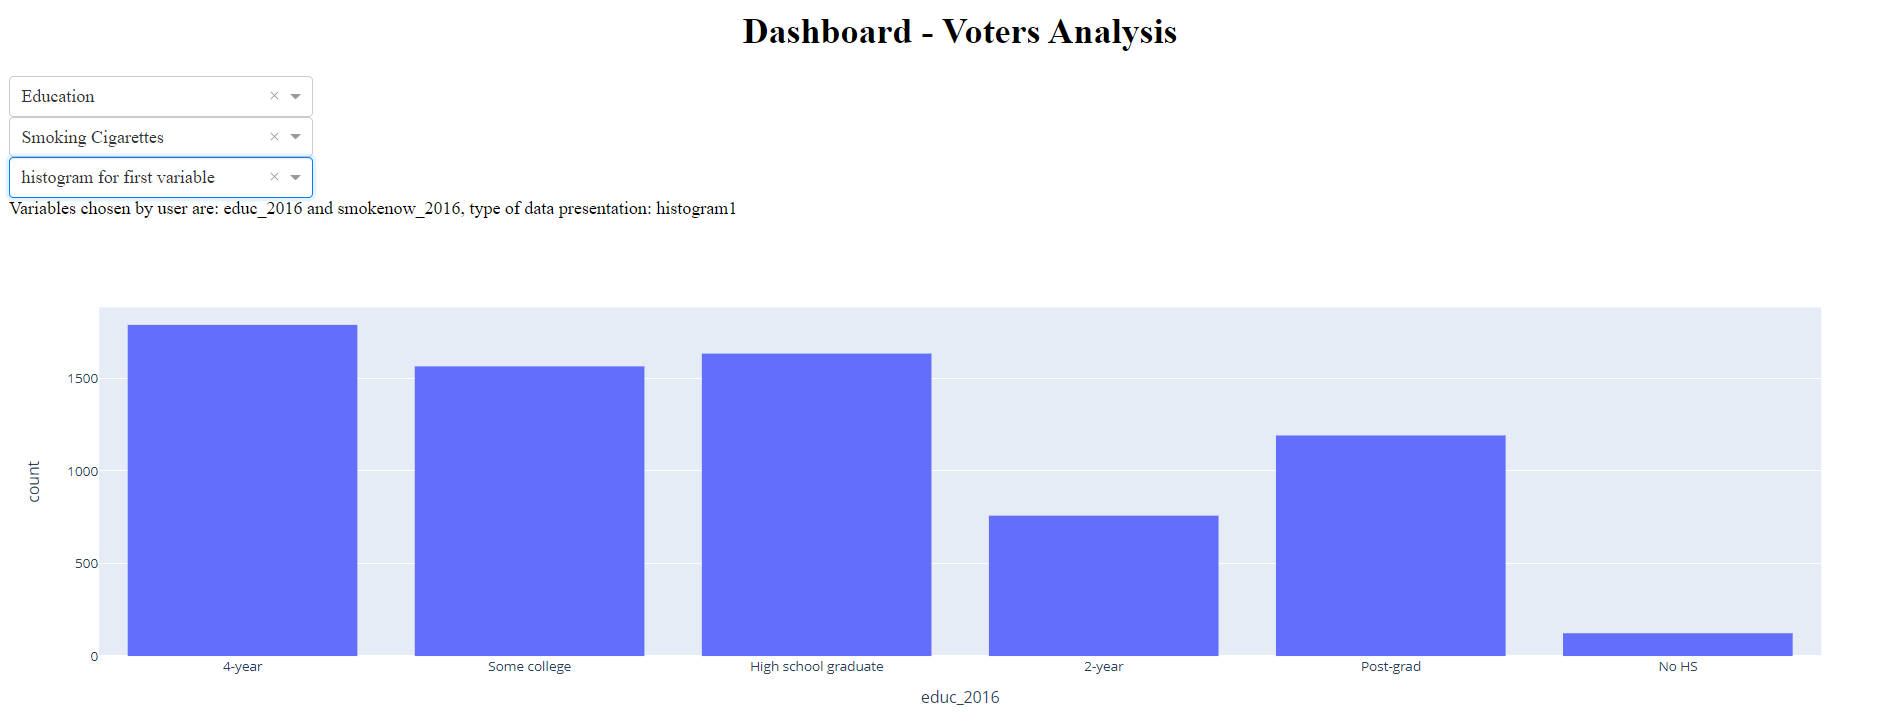 Dashboard - Voters Analysis
Education
Smoking Cigarettes
histogram for first variable
Variables chosen by user are: educ_2016 and smokenow_2016, type of data presentation: histogram1
1500
1000
500
0
count
4-year Some college High school graduate 2-year Post-grad No HS
educ_2016